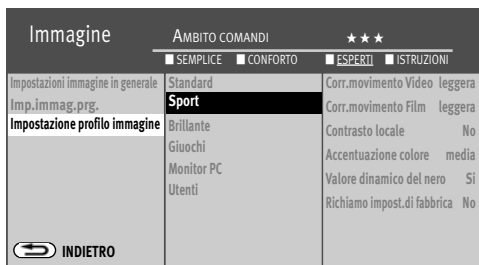 Immagine
AMBITO COMANDI ★★★
SEMPLICE CONFORTO ESPERTI ISTRUZIONI
Impostazioni immagine in generale
Imp.immag.prg.
Impostazione profilo immagine
Standard
Sport
Brillante
Giuochi
Monitor PC
Utenti
Corr.movimento Video leggera
Corr.movimento Film leggera
Contrasto locale No
Accentuazione colore media
Valore dinamico del nero Si
Richiamo impost.di fabbrica No
INDIETRO